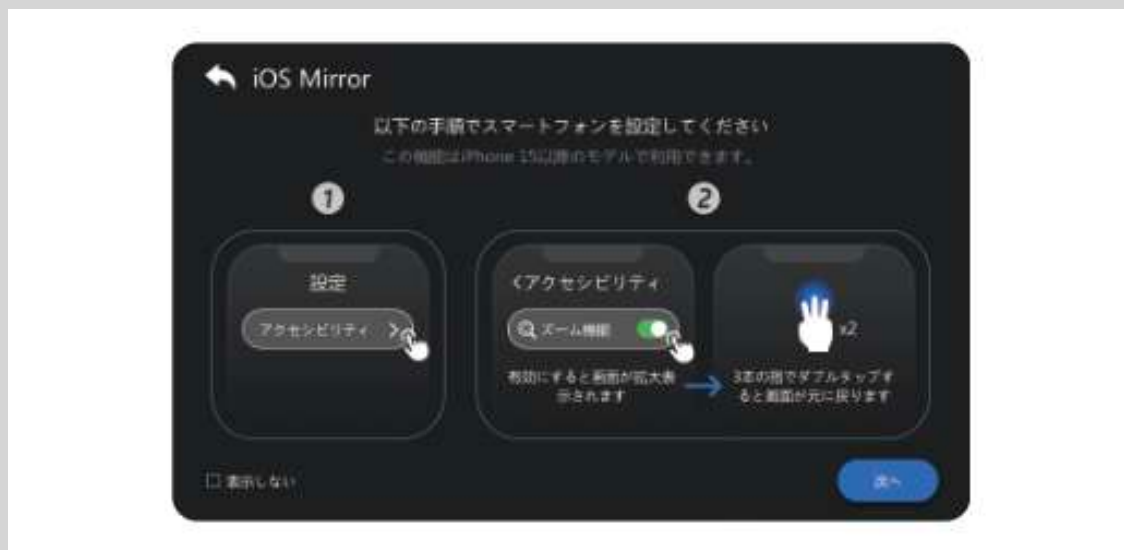 iOS Mirror
以下の手順でスマートフォンを設定してください
この機能はiPhone 15以降のモデルで利用できます。
1
2
設定
アクセシビリティ
アクセシビリティ
ズーム機能
有効にすると画面が拡大表
示されます
x2
3本の指でダブルタップす
ると画面が元に戻ります
表示しない
次へ